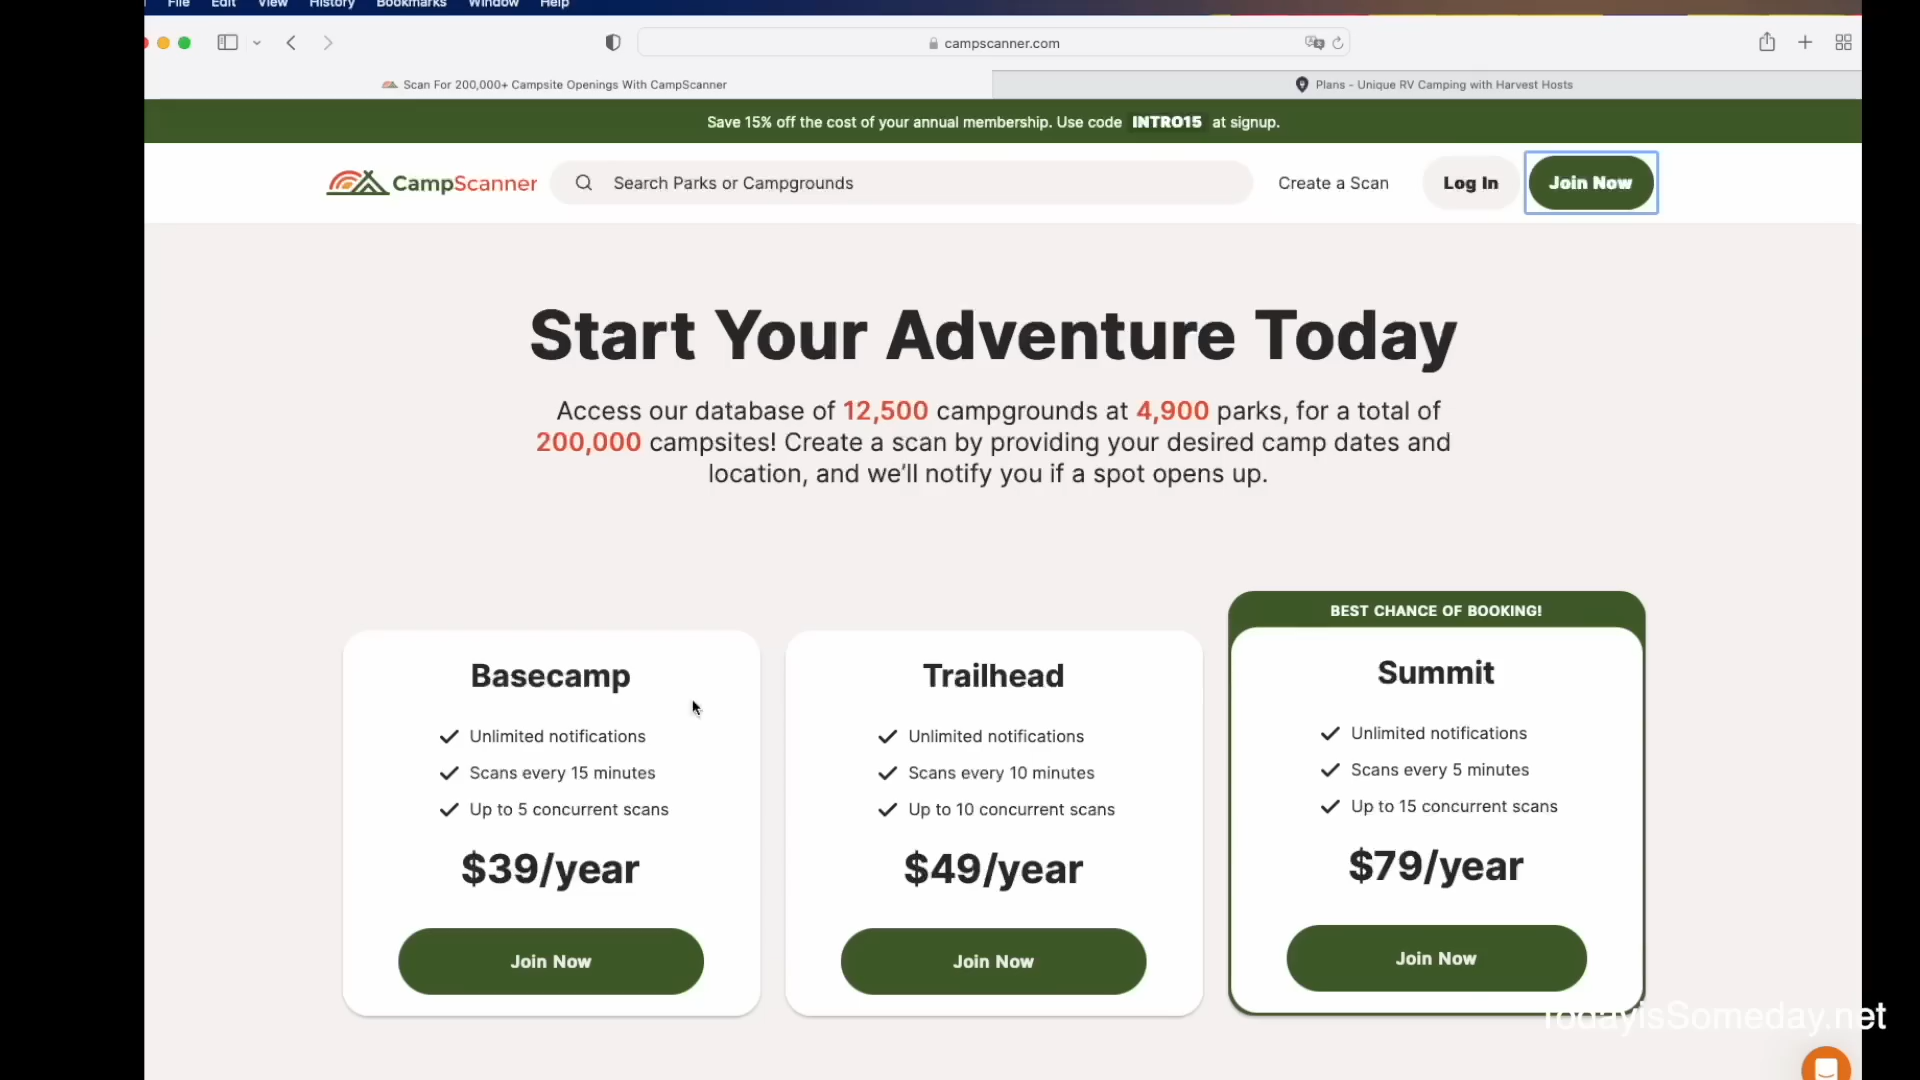 File Edit View History Bookmarks Window Help
campscanner.com
Scan For 200,000+ Campsite Openings With CampScanner
Plans - Unique RV Camping with Harvest Hosts
Save 15% off the cost of your annual membership. Use code INTRO15 at signup.
CampScanner
Search Parks or Campgrounds
Create a Scan
Log In
Join Now
Start Your Adventure Today
Access our database of 12,500 campgrounds at 4,900 parks, for a total of
200,000 campsites! Create a scan by providing your desired camp dates and
location, and we'll notify you if a spot opens up.
Basecamp
Unlimited notifications
Scans every 15 minutes
Up to 5 concurrent scans
$39/year
Join Now
Trailhead
Unlimited notifications
Scans every 10 minutes
Up to 10 concurrent scans
$49/year
Join Now
BEST CHANCE OF BOOKING!
Summit
Unlimited notifications
Scans every 5 minutes
Up to 15 concurrent scans
$79/year
Join Now
TodayisSomeday.net